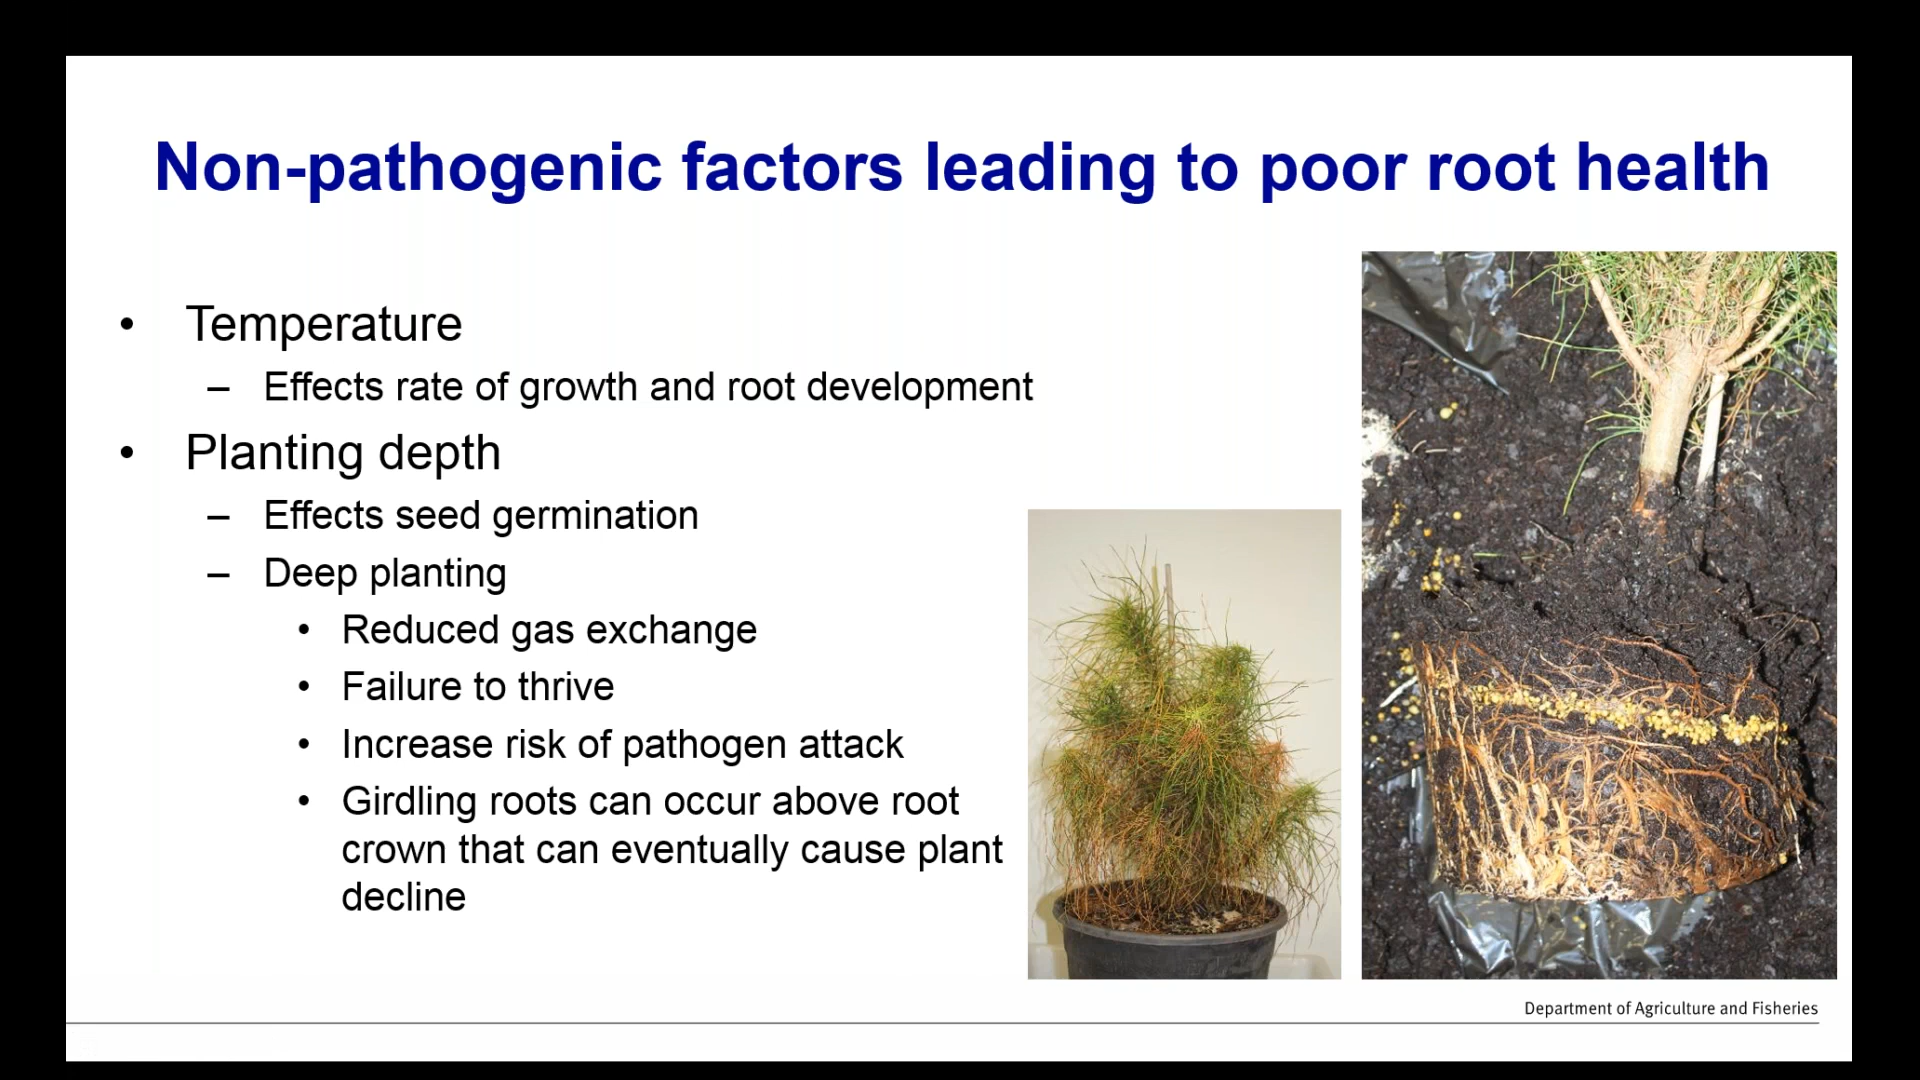 Non-pathogenic factors leading to poor root health
• Temperature
– Effects rate of growth and root development
• Planting depth
– Effects seed germination
– Deep planting
• Reduced gas exchange
• Failure to thrive
• Increase risk of pathogen attack
• Girdling roots can occur above root
crown that can eventually cause plant
decline
Department of Agriculture and Fisheries